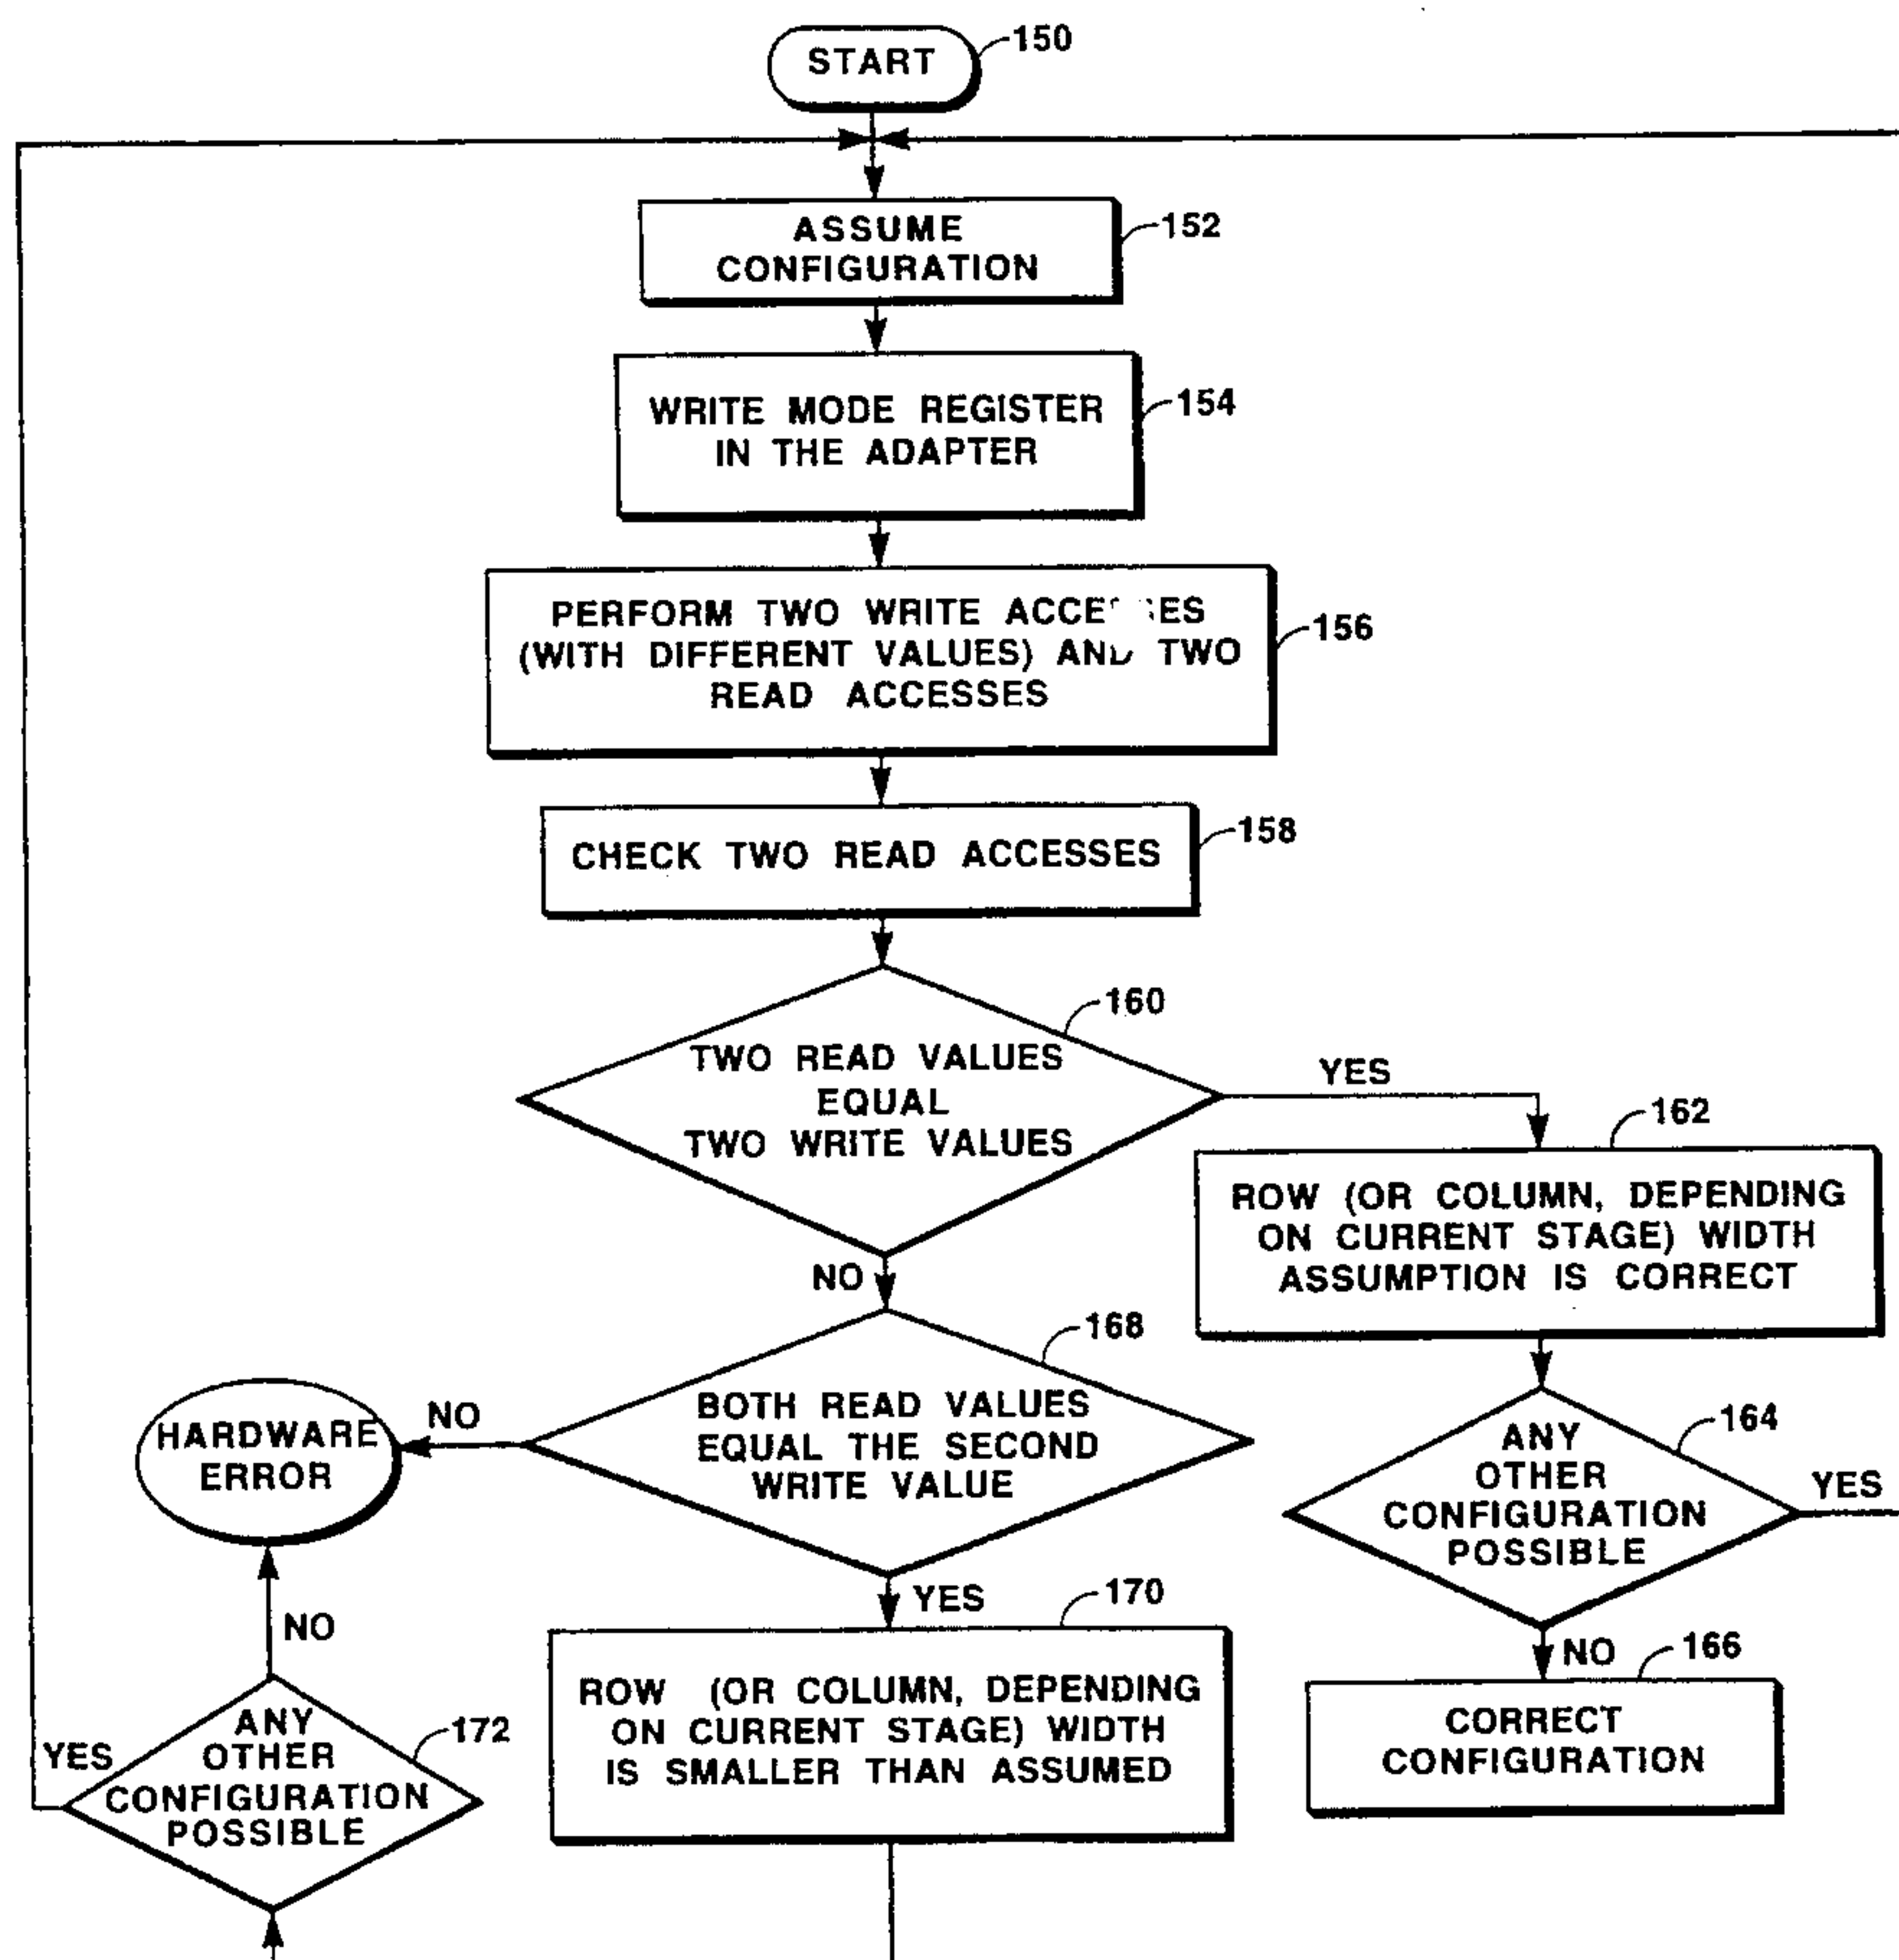 START
150
ASSUME
CONFIGURATION
152
WRITE MODE REGISTER
IN THE ADAPTER
154
PERFORM TWO WRITE
(WITH DIFFERENT VALUES) AND TWO
READ ACCESSES
156
CHECK TWO READ ACCESSES
158
TWO READ VALUES
EQUAL
TWO WRITE VALUES
160
YES
NO
ROW (OR COLUMN, DEPENDING
ON CURRENT STAGE) WIDTH
ASSUMPTION IS CORRECT
162
BOTH READ VALUES
EQUAL THE SECOND
WRITE VALUE
168
NO
HARDWARE
ERROR
YES
ANY
OTHER
CONFIGURATION
POSSIBLE
164
YES
NO
CORRECT
CONFIGURATION
166
ROW (OR COLUMN, DEPENDING
ON CURRENT STAGE) WIDTH
IS SMALLER THAN ASSUMED
170
NO
YES
ANY
OTHER
CONFIGURATION
POSSIBLE
172